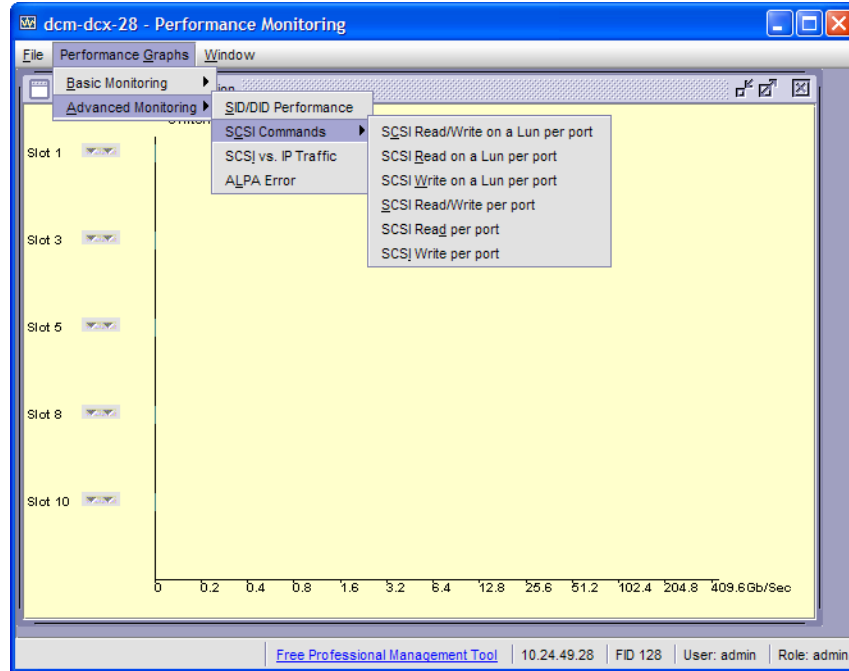 dcm-dcx-28 - Performance Monitoring
File Performance Graphs Window
Basic Monitoring
Advanced Monitoring
SID/DID Performance
SCSI Commands
SCSI vs. IP Traffic
ALPA Error
SCSI Read/Write on a Lun per port
SCSI Read on a Lun per port
SCSI Write on a Lun per port
SCSI Read/Write per port
SCSI Read per port
SCSI Write per port
Slot 1
Slot 3
Slot 5
Slot 8
Slot 10
0 0.2 0.4 0.8 1.6 3.2 6.4 12.8 25.6 51.2 102.4 204.8 409.6Gb/Sec
Free Professional Management Tool 10.24.49.28 FID 128 User: admin Role: admin